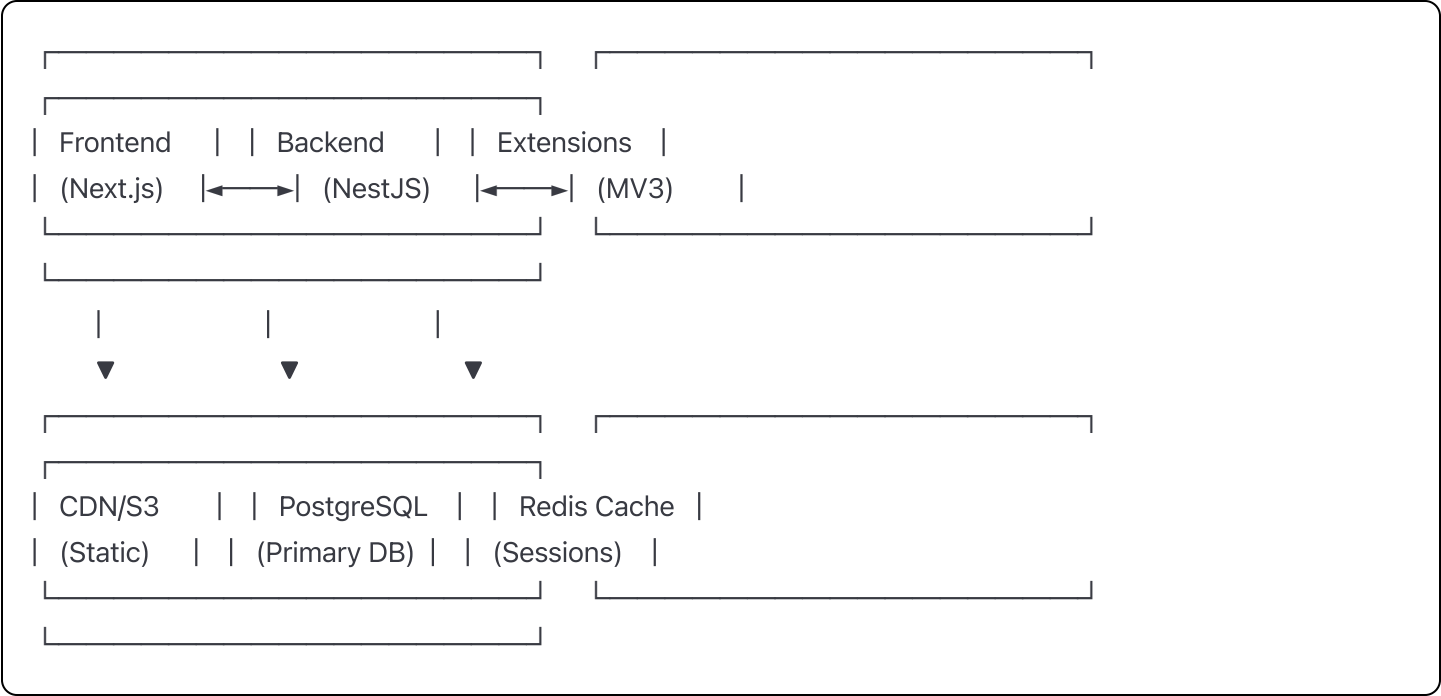 ┌──────────────────┐ ┌──────────────────┐
┌──────────────────┐
│ Frontend │ │ Backend │ │ Extensions │
│ (Next.js) │◄──►│ (NestJS) │◄──►│ (MV3) │
└──────────────────┘ └──────────────────┘
└──────────────────┘
│ │ │
▼ ▼ ▼
┌──────────────────┐ ┌──────────────────┐
┌──────────────────┐
│ CDN/S3 │ │ PostgreSQL │ │ Redis Cache │
│ (Static) │ │ (Primary DB) │ │ (Sessions) │
└──────────────────┘ └──────────────────┘
└──────────────────┘